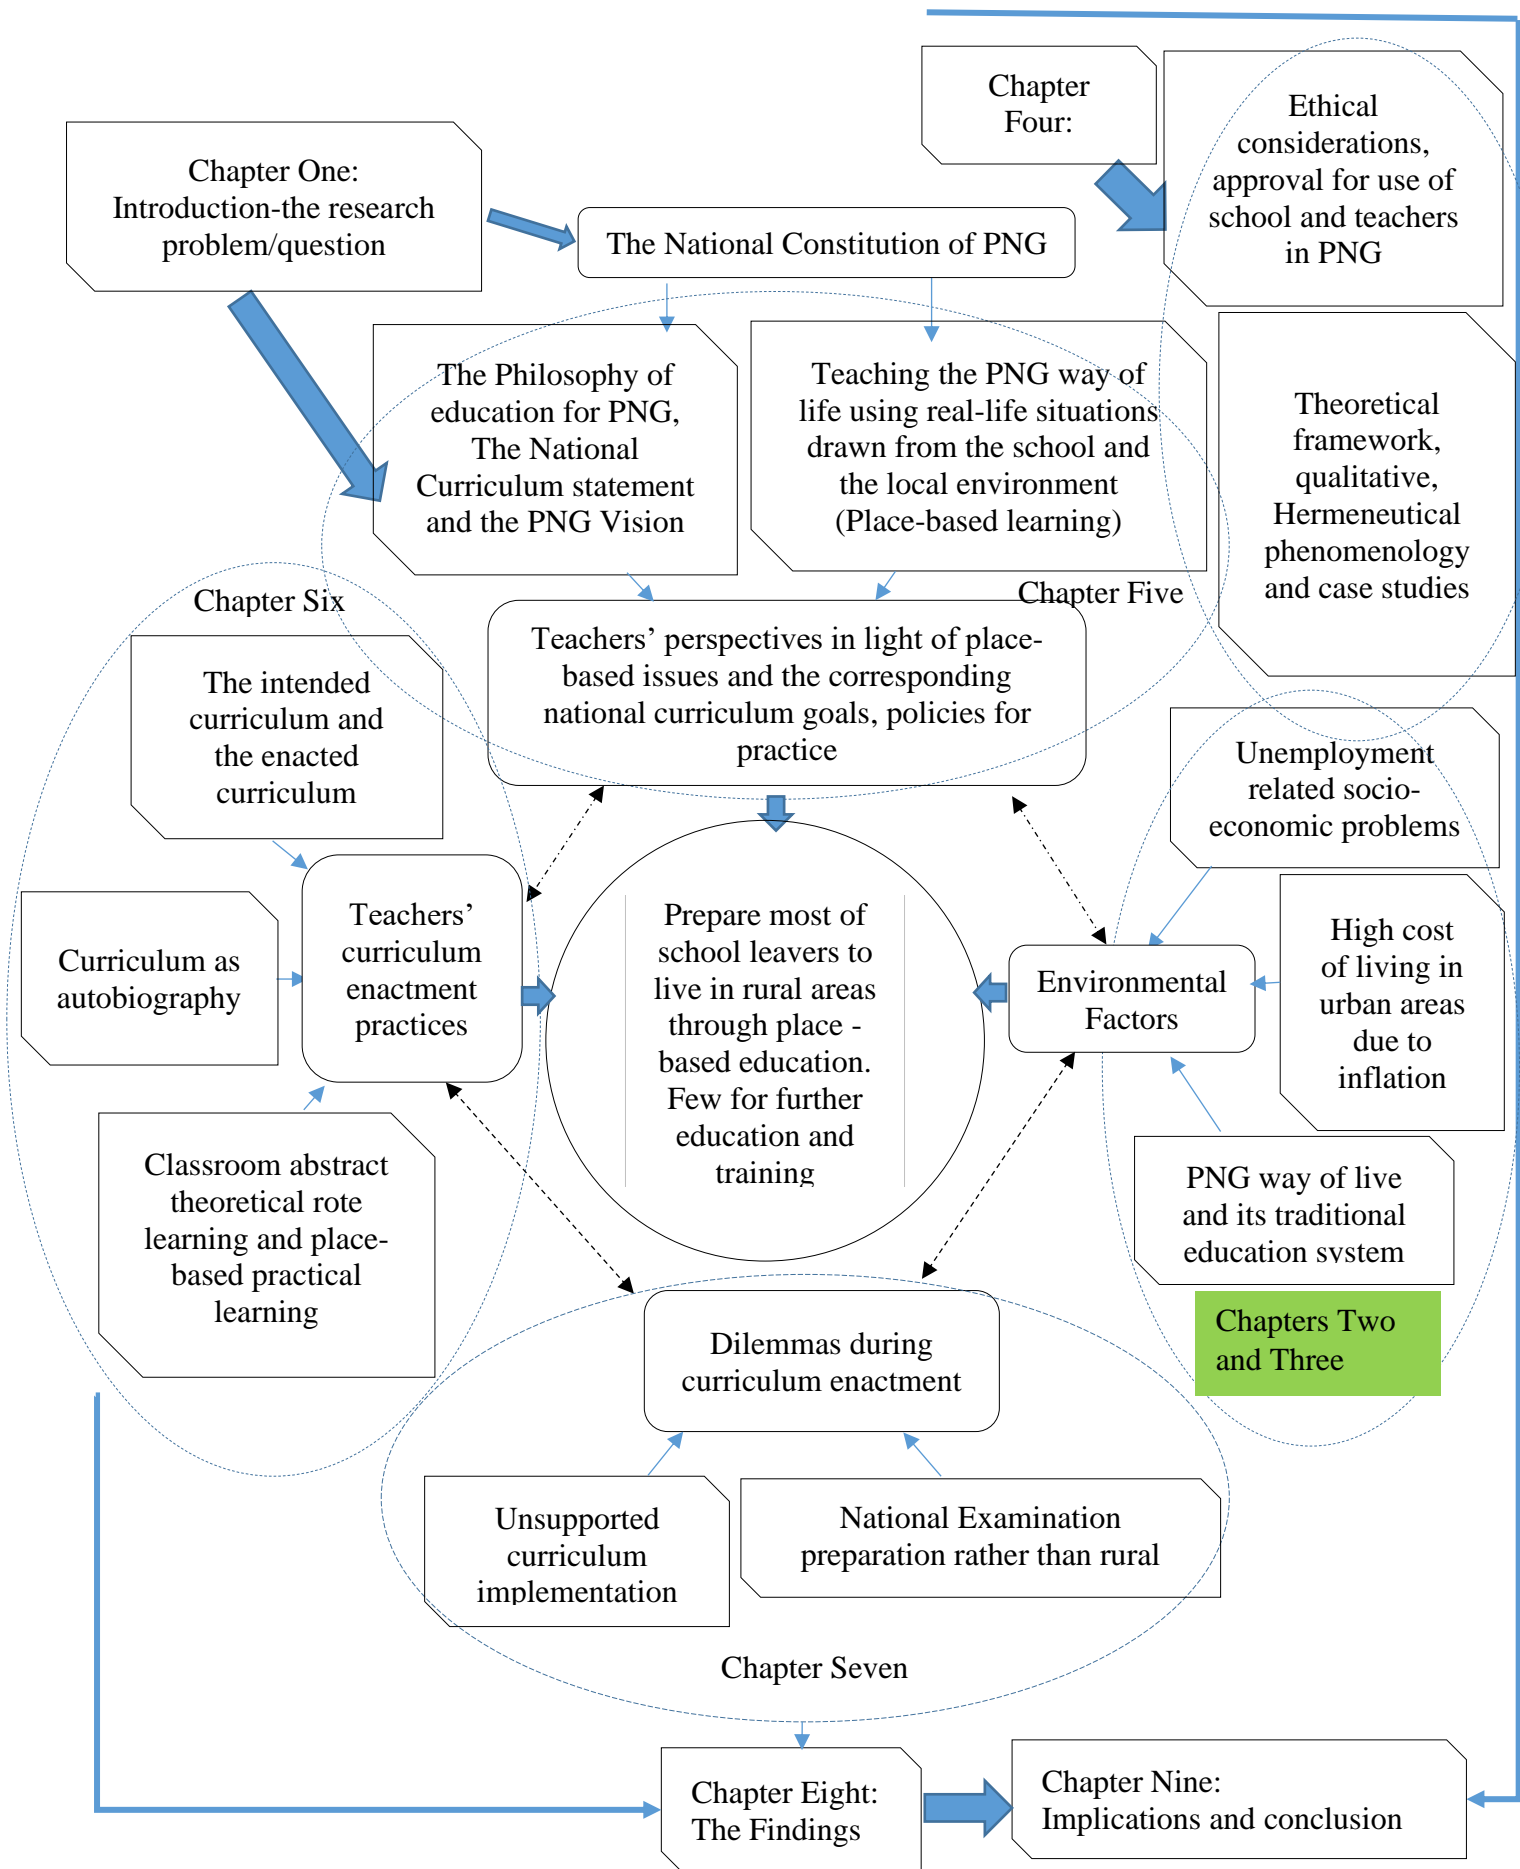 Chapter
Four:
Ethical
considerations,
approval for use of
school and teachers
in PNG
Chapter One:
Introduction-the research
problem/question
The National Constitution of PNG
The Philosophy of
education for PNG,
The National
Curriculum statement
and the PNG Vision
Teaching the PNG way of
life using real-life situations
drawn from the school and
the local environment
(Place-based learning)
Theoretical
framework,
qualitative,
Hermeneutical
phenomenology
and case studies
Chapter Six
Chapter Five
Teachers’ perspectives in light of place-
based issues and the corresponding
national curriculum goals, policies for
practice
The intended
curriculum and
the enacted
curriculum
Unemployment
related socio-
economic problems
Curriculum as
autobiography
Teachers’
curriculum
enactment
practices
Prepare most of
school leavers to
live in rural areas
through place -
based education.
Few for further
education and
training
Environmental
Factors
High cost
of living in
urban areas
due to
inflation
Classroom abstract
theoretical rote
learning and place-
based practical
learning
PNG way of live
and its traditional
education system
Chapters Two
and Three
Dilemmas during
curriculum enactment
Unsupported
curriculum
implementation
National Examination
preparation rather than rural
Chapter Seven
Chapter Eight:
The Findings
Chapter Nine:
Implications and conclusion